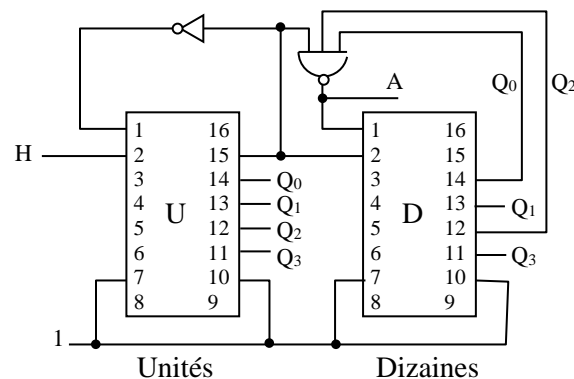 A
Q0 Q2
H
1 16
2 15
3 14 Q0
4 13 Q1
5 U 12 Q2
6 11 Q3
7 10
8 9
1 16
2 15
3 14
4 13 Q1
5 D 12
6 11 Q3
7 10
8 9
1
Unités Dizaines